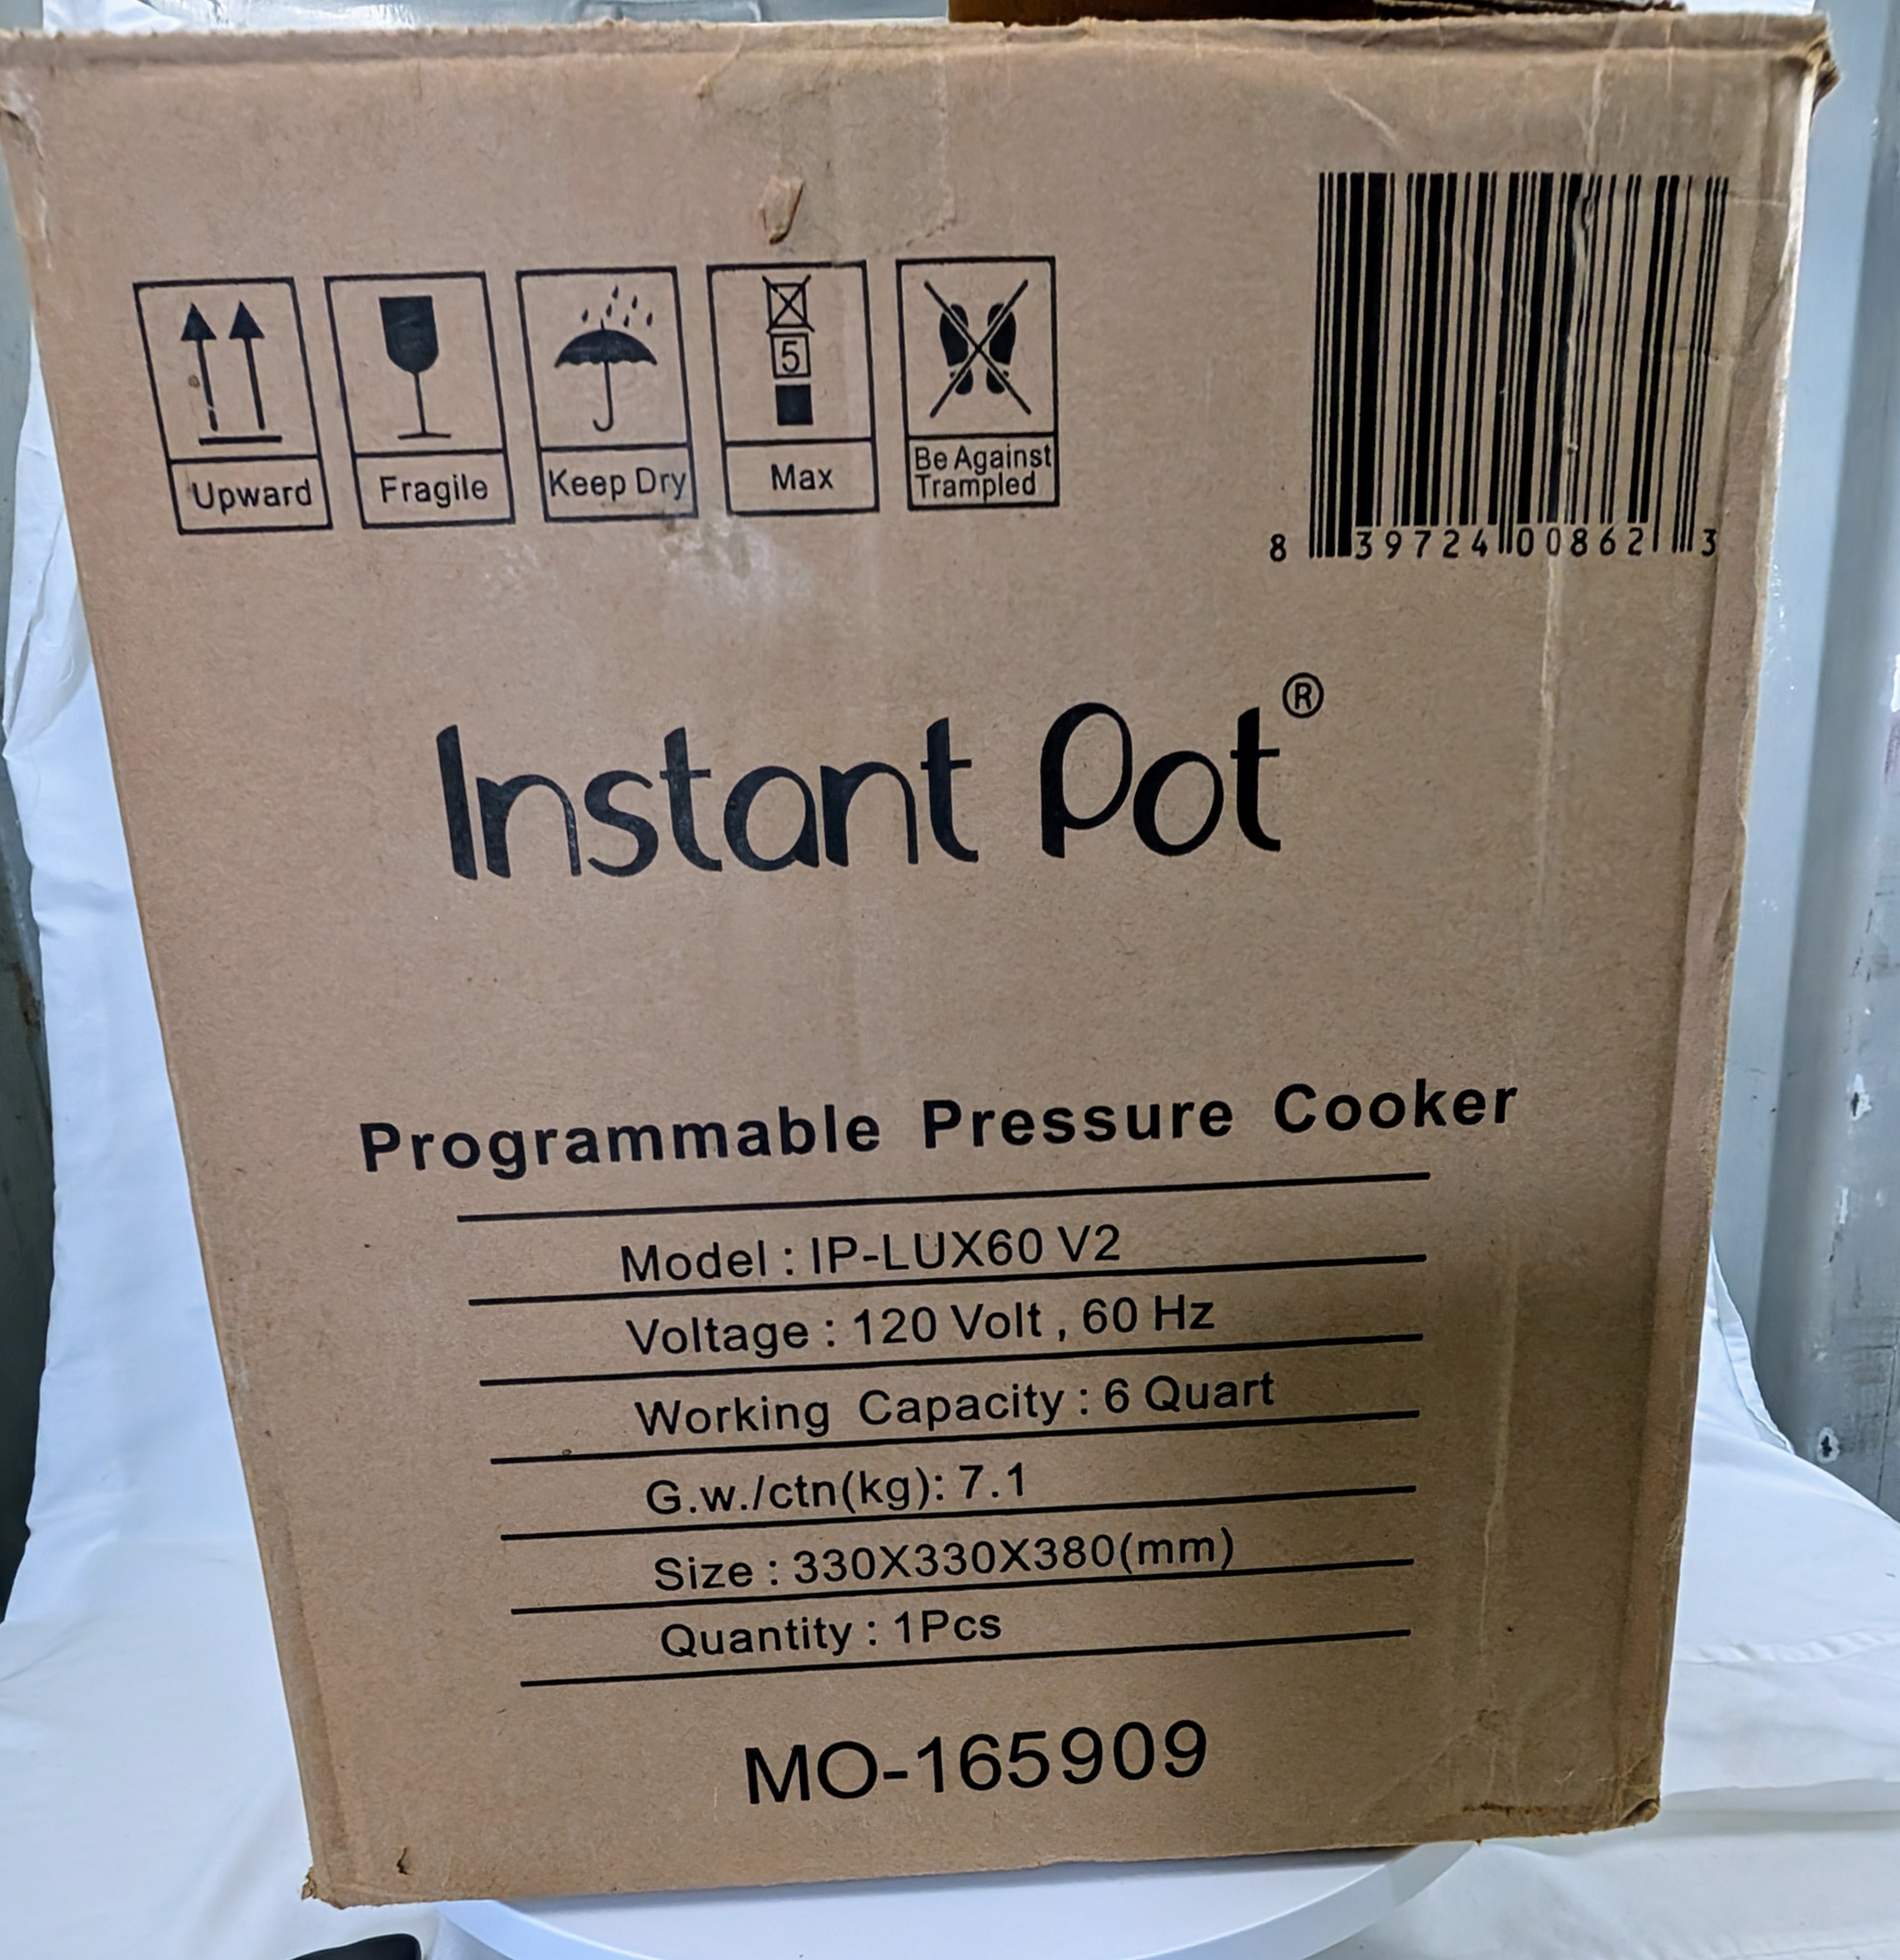 Upward
Fragile
Keep Dry
5
Max
Be Against
Trampled
8 39724 00862 3
Instant Pot®
Programmable Pressure Cooker
Model : IP-LUX60 V2
Voltage : 120 Volt , 60 Hz
Working Capacity : 6 Quart
G.w./ctn(kg): 7.1
Size : 330X330X380(mm)
Quantity : 1Pcs
MO-165909